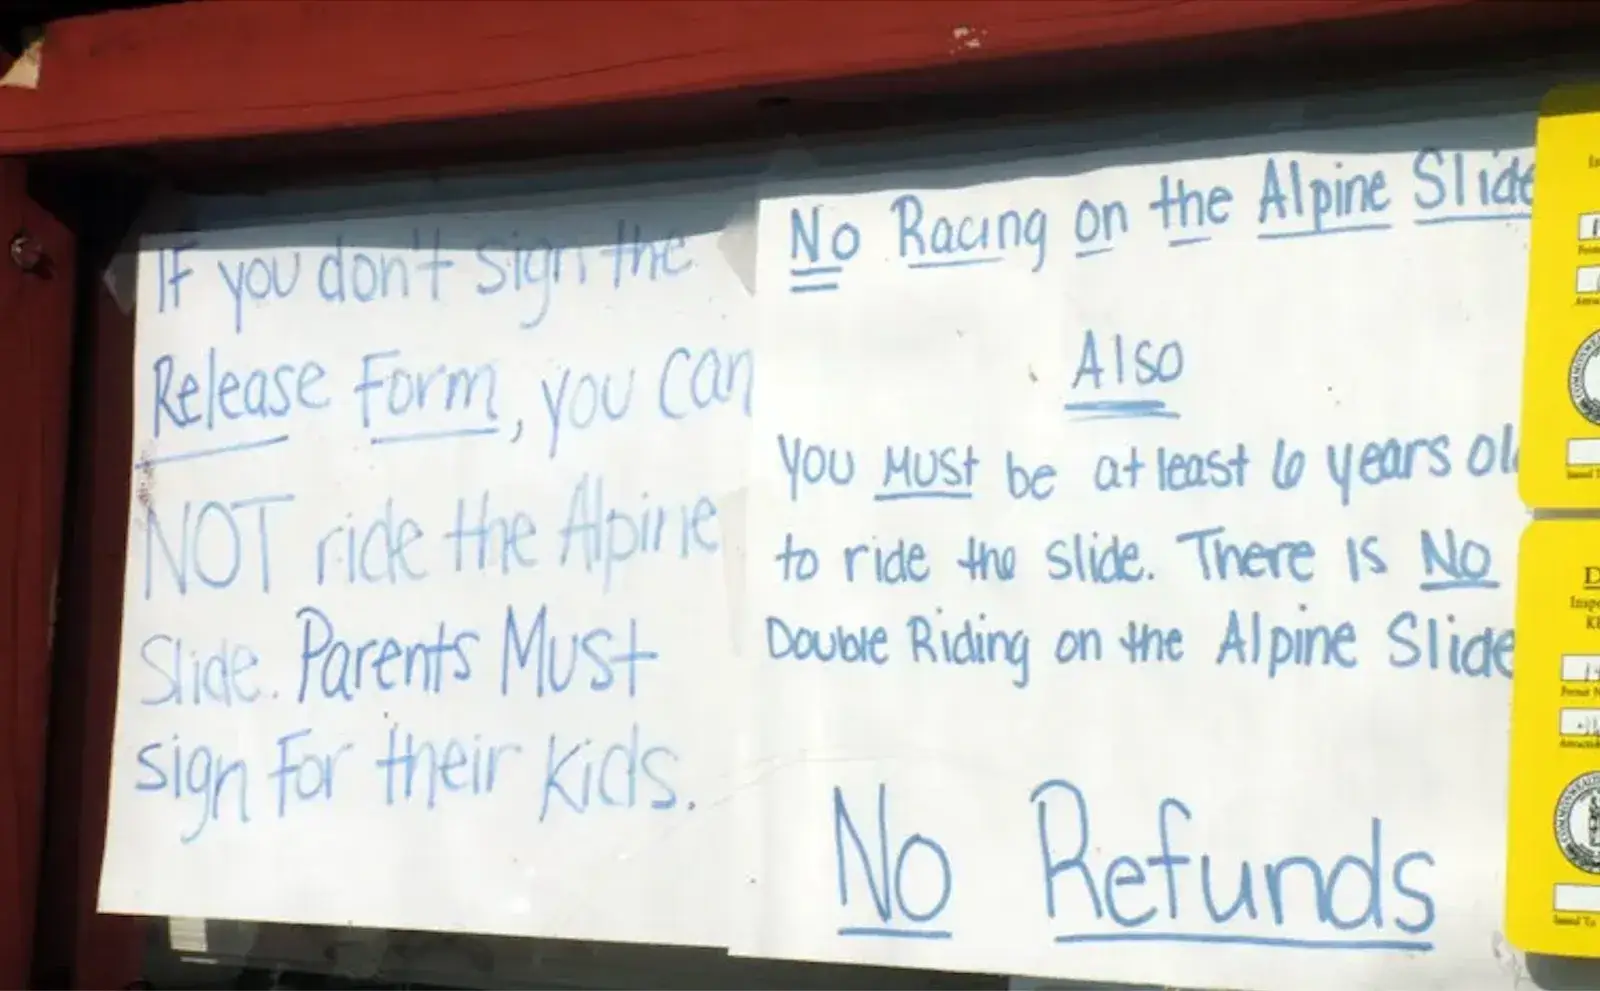 IF you don't sign the
Release Form, you can
NOT ride the Alpine
Slide. Parents Must
sign For their kids.
No Racing on the Alpine Slide
Also
You MUST be at least 6 years old
to ride the slide. There IS No
Double Riding on the Alpine Slide
No Refunds